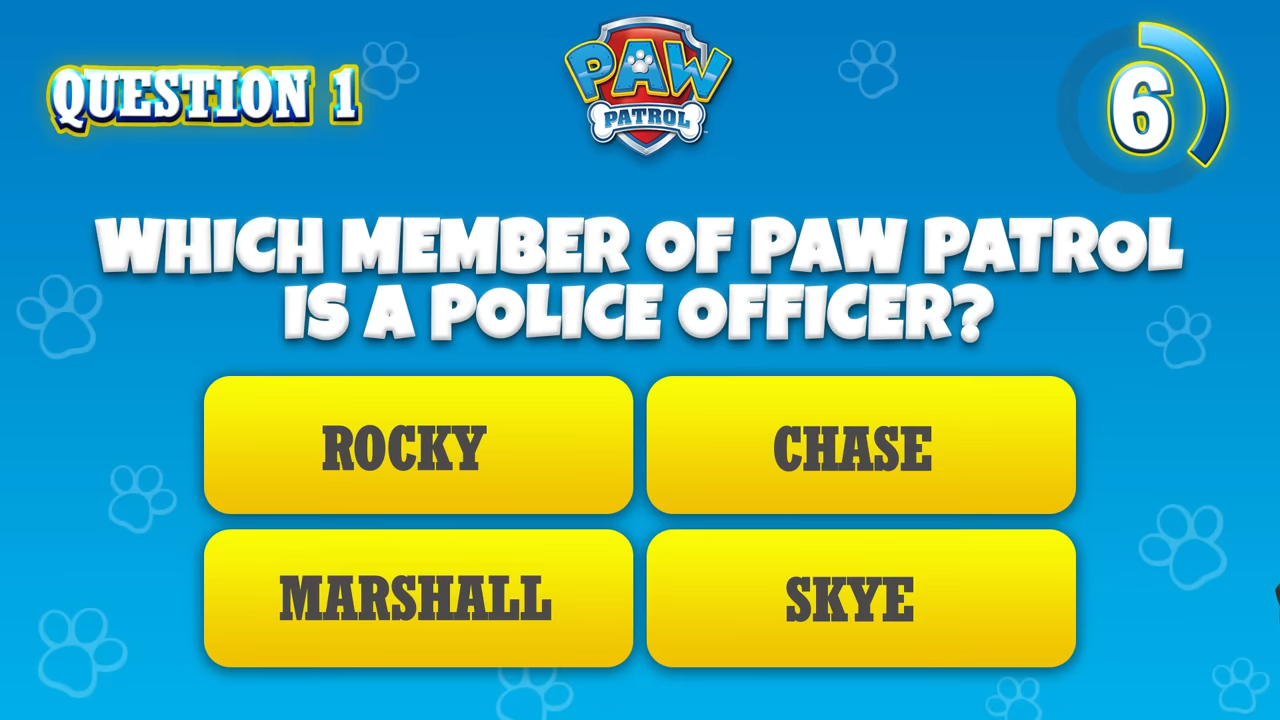 QUESTION 1
PAW
PATROL
6
WHICH MEMBER OF PAW PATROL
IS A POLICE OFFICER?
ROCKY
CHASE
MARSHALL
SKYE